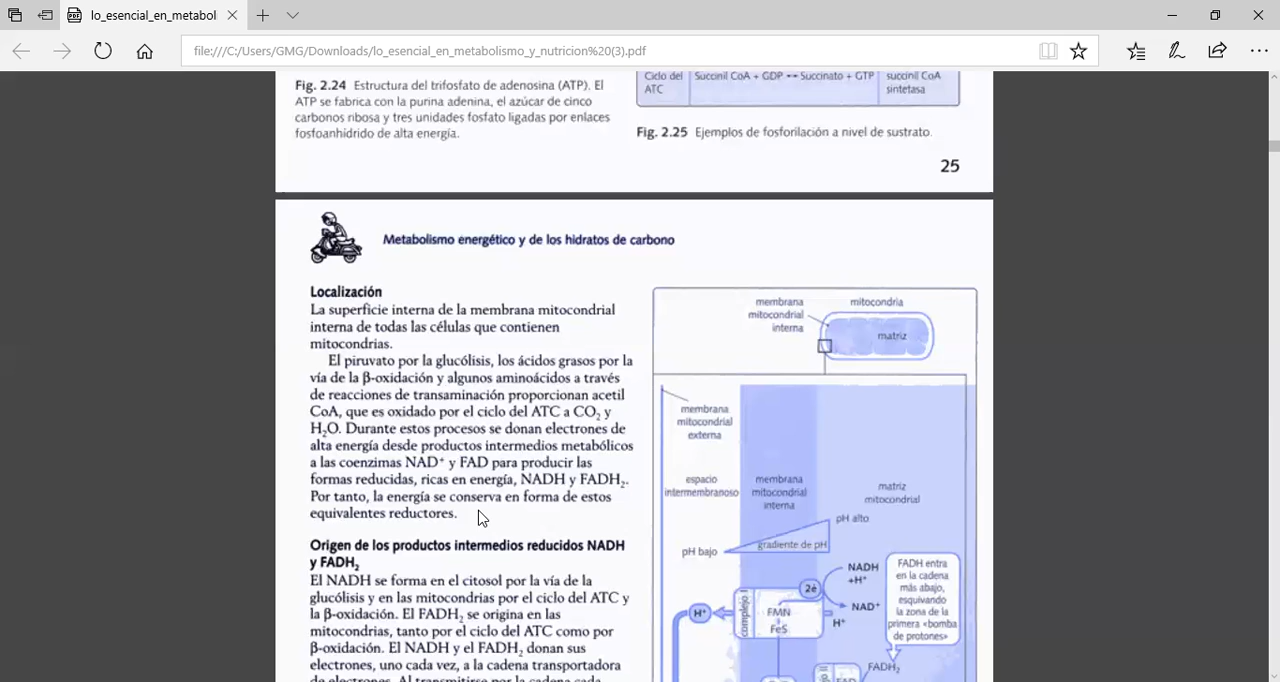 lo_esencial_en_metabol
file:///C:/Users/GMG/Downloads/lo_esencial_en_metabolismo_y_nutricion%20(3).pdf
Fig. 2.24 Estructura del trifosfato de adenosina (ATP). El
ATP se fabrica con la purina adenina, el azúcar de cinco
carbonos ribosa y tres unidades fosfato ligadas por enlaces
fosfoanhídrido de alta energía.
Ciclo del
ATC
Succinil CoA + GDP ↔ Succinato + GTP
succinil CoA
sintetasa
Fig. 2.25 Ejemplos de fosforilación a nivel de sustrato.
25
Metabolismo energético y de los hidratos de carbono
Localización
La superficie interna de la membrana mitocondrial
interna de todas las células que contienen
mitocondrias.
El piruvato por la glucólisis, los ácidos grasos por la
vía de la β-oxidación y algunos aminoácidos a través
de reacciones de transaminación proporcionan acetil
CoA, que es oxidado por el ciclo del ATC a CO₂ y
H₂O. Durante estos procesos se donan electrones de
alta energía desde productos intermedios metabólicos
a las coenzimas NAD⁺ y FAD para producir las
formas reducidas, ricas en energía, NADH y FADH₂.
Por tanto, la energía se conserva en forma de estos
equivalentes reductores.
Origen de los productos intermedios reducidos NADH
y FADH₂
El NADH se forma en el citosol por la vía de la
glucólisis y en las mitocondrias por el ciclo del ATC y
la β-oxidación. El FADH₂ se origina en las
mitocondrias, tanto por el ciclo del ATC como por
β-oxidación. El NADH y el FADH₂ donan sus
electrones, uno cada vez, a la cadena transportadora
de electrones. Al transmitirse por la cadena cada
membrana
mitocondrial
interna
mitocondria
matriz
membrana
mitocondrial
externa
espacio
intermembranoso
membrana
mitocondrial
interna
matriz
mitocondrial
pH alto
gradiente de pH
pH bajo
NADH
+H⁺
2è
NAD⁺
H⁺
H⁺
complejo I
FMN
+
FeS
FADH entra
en la cadena
más abajo,
esquivando
la zona de la
primera «bomba
de protones»
FADH₂
FAD